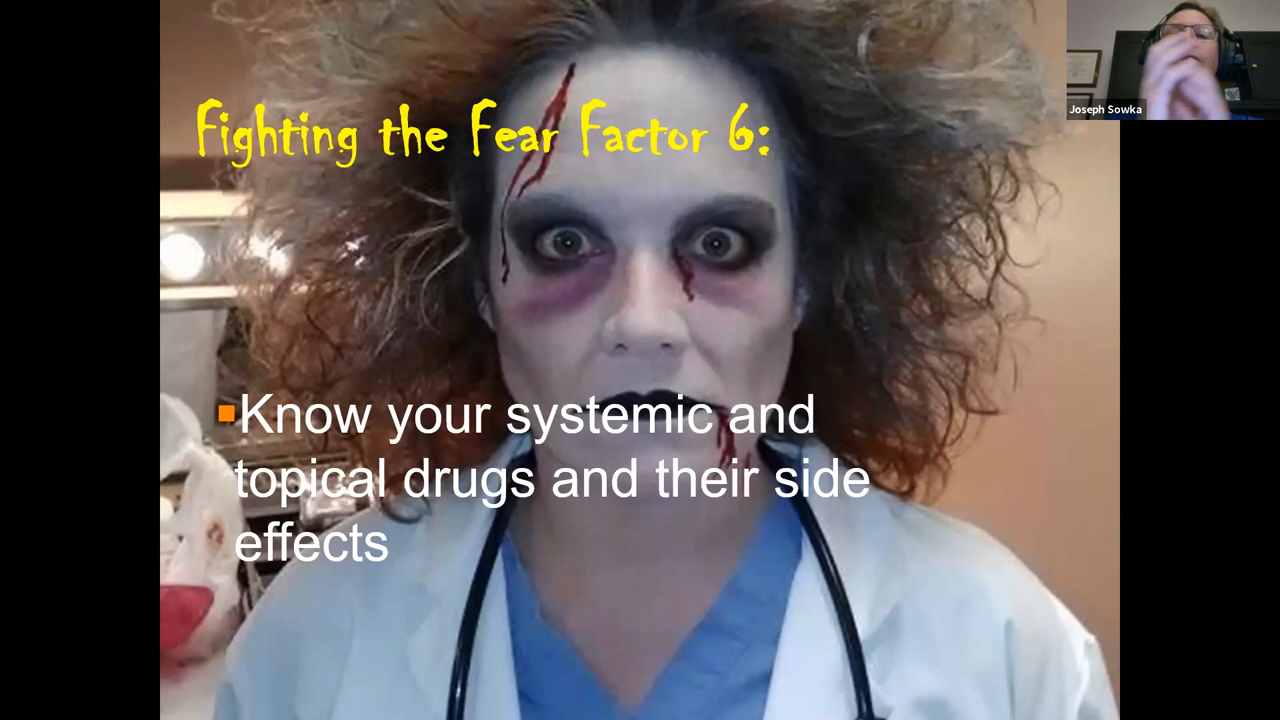 Fighting the Fear Factor 6:
Joseph Sowka
Know your systemic and
topical drugs and their side
effects